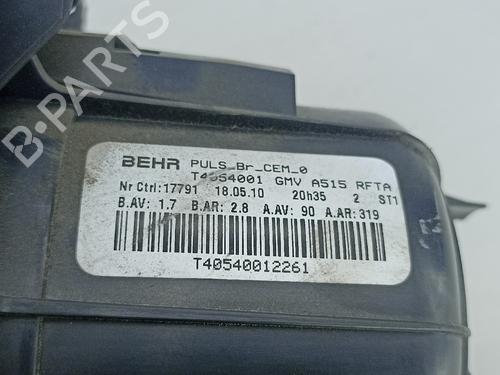 BEHR PULS_Br_CEM_0
T4054001 GMV A515 RFTA
Nr Ctrl:17791 18.05.10 20h35 2 ST1
B.AV: 1.7 B.AR: 2.8 A.AV: 90 A.AR:319
T40540012261
B-PARTS